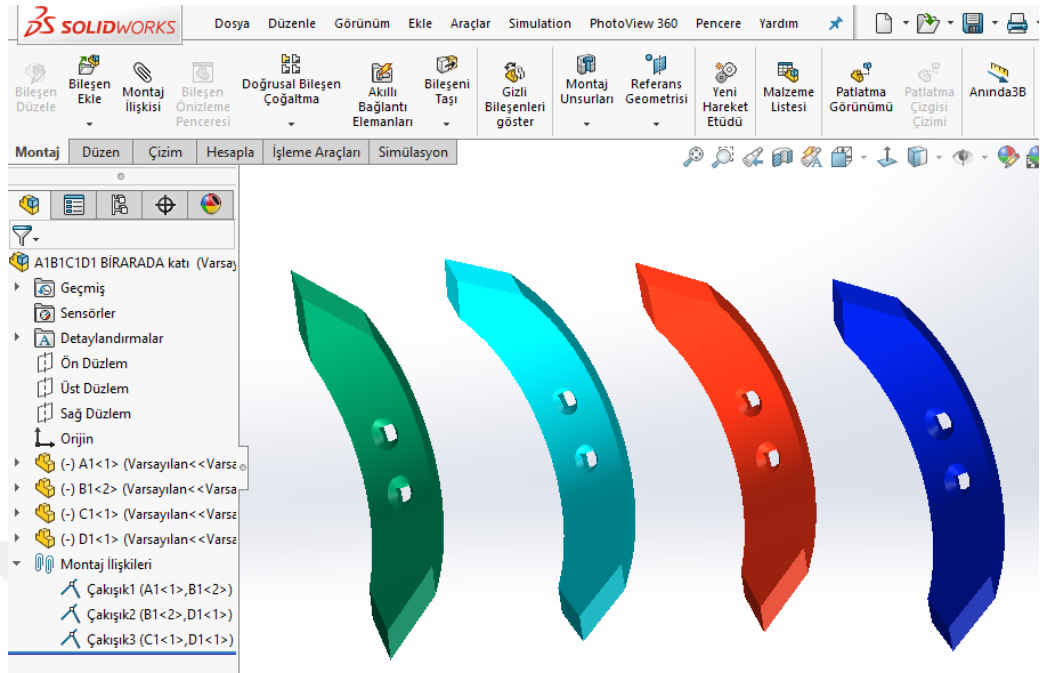 SOLIDWORKS
Dosya Düzenle Görünüm Ekle Araçlar Simulation PhotoView 360 Pencere Yardım
Bileşen
Düzele
Bileşen
Ekle
Montaj
İlişkisi
Bileşen
Önizleme
Penceresi
Doğrusal Bileşen
Çoğaltma
Akıllı
Bağlantı
Elemanları
Bileşeni
Taşı
Gizli
Bileşenleri
göster
Montaj
Unsurları
Referans
Geometrisi
Yeni
Hareket
Etüdü
Malzeme
Listesi
Patlatma
Görünümü
Patlatma
Çizgisi
Çizimi
Anında3B
Montaj Düzen Çizim Hesapla İşleme Araçları Simülasyon
A1B1C1D1 BİRARADA katı (Varsay
Geçmiş
Sensörler
Detaylandırmalar
Ön Düzlem
Üst Düzlem
Sağ Düzlem
Orijin
(-) A1<1> (Varsayılan<<Varsa
(-) B1<2> (Varsayılan<<Varsa
(-) C1<1> (Varsayılan<<Varsa
(-) D1<1> (Varsayılan<<Varsa
Montaj İlişkileri
Çakışık1 (A1<1>,B1<2>)
Çakışık2 (B1<2>,D1<1>)
Çakışık3 (C1<1>,D1<1>)